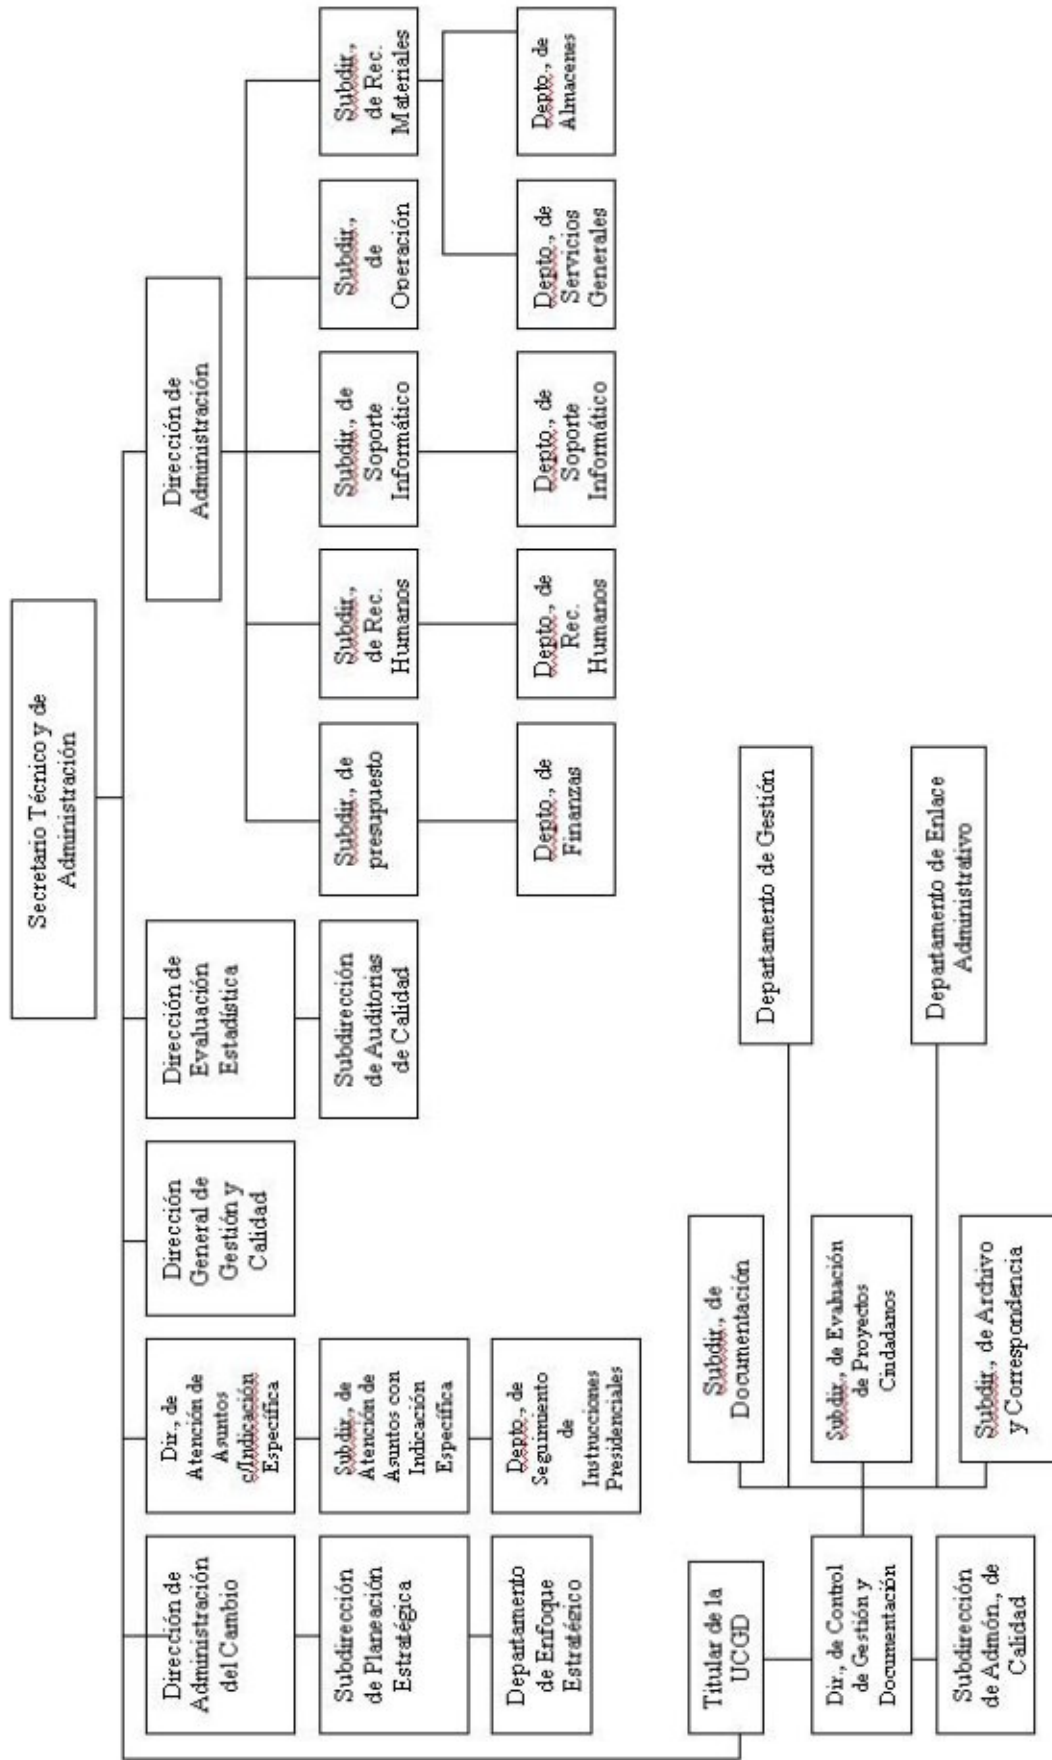 Secretario Técnico y de
Administración
Dirección de
Administración
del Cambio
Dir., de
Atención de
Asuntos
c/Indicación
Específica
Dirección
General de
Gestión y
Calidad
Dirección de
Evaluación
Estadística
Dirección de
Administración
Subdirección
de Planeación
Estratégica
Subdir., de
Atención de
Asuntos con
Indicación
Específica
Subdirección
de Auditorias
de Calidad
Subdir., de
presupuesto
Subdir.,
de Rec.
Humanos
Subdir., de
Soporte
Informático
Subdir.,
de
Operación
Subdir.,
de Rec.
Materiales
Departamento
de Enfoque
Estratégico
Depto., de
Seguimiento
de
Instrucciones
Presidenciales
Depto., de
Finanzas
Depto., de
Rec.
Humanos
Depto., de
Soporte
Informático
Depto., de
Servicios
Generales
Depto., de
Almacenes
Titular de la
UCGD
Subdir., de
Documentación
Departamento de Gestión
Dir., de Control
de Gestión y
Documentación
Subdir., de Evaluación
de Proyectos
Ciudadanos
Departamento de Enlace
Administrativo
Subdirección
de Admón., de
Calidad
Subdir., de Archivo
y Correspondencia